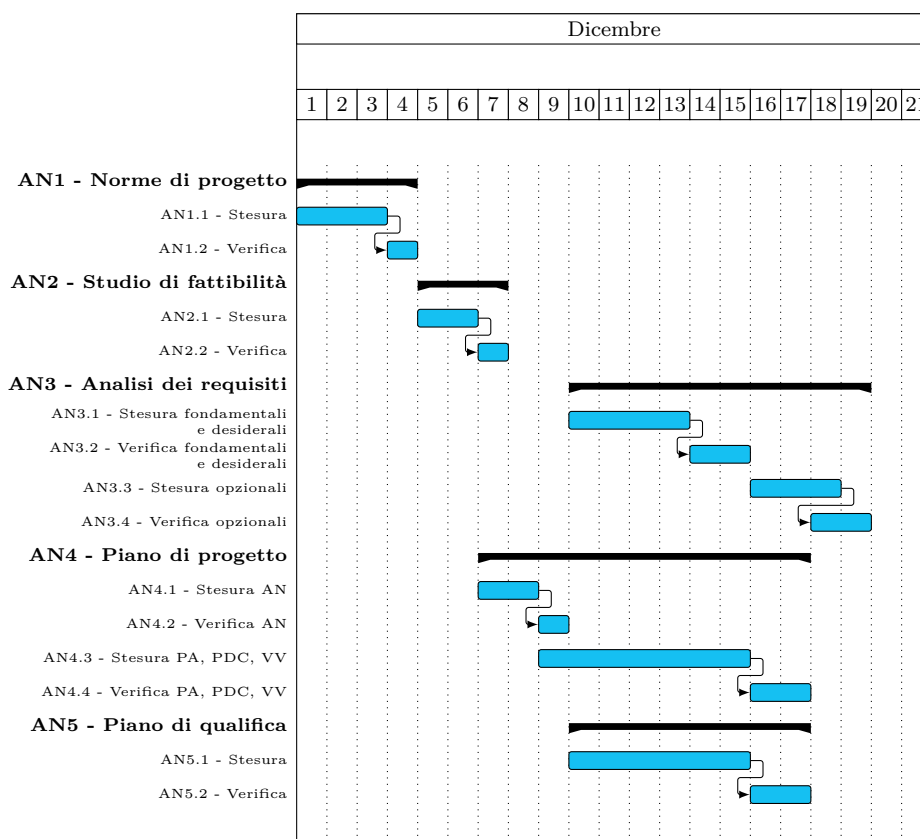 Dicembre
1 2 3 4 5 6 7 8 9 10 11 12 13 14 15 16 17 18 19 20 21
AN1 - Norme di progetto
AN1.1 - Stesura
AN1.2 - Verifica
AN2 - Studio di fattibilità
AN2.1 - Stesura
AN2.2 - Verifica
AN3 - Analisi dei requisiti
AN3.1 - Stesura fondamentali
e desiderali
AN3.2 - Verifica fondamentali
e desiderali
AN3.3 - Stesura opzionali
AN3.4 - Verifica opzionali
AN4 - Piano di progetto
AN4.1 - Stesura AN
AN4.2 - Verifica AN
AN4.3 - Stesura PA, PDC, VV
AN4.4 - Verifica PA, PDC, VV
AN5 - Piano di qualifica
AN5.1 - Stesura
AN5.2 - Verifica